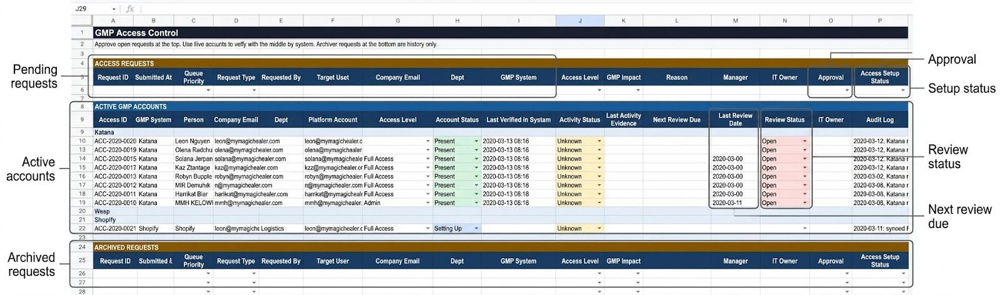 J29 fx
A B C D E F G H I J K L M N O P
1 GMP Access Control
2 Approve open requests at the top. Use llive accunts to veffy with the middle by system. Archiver requests at the bottom are history only.
3
4 ACCESS REQUESTS
5 Request ID Submitted At Queue Priority Request Type Requested By Target Uset Company Email Dept GMP System Access Level GMP Impact Reason Manager IT Owner Approval Access Setup Status
6
7
8 ACTIVE GMP ACCOUNTS
9 Access ID GMP System Person Company Email Dept Platform Account Access Level Account Status Last Verified in Systam Activity Status Last Activity Evidence Next Review Due Last Review Date Review Status IT Owner Audit Log
9 Katana
10 ACC-2020-0020 Katana Leon Nguyen leon@mymagichealer.com leon@mymagichealer.c Present 2020-03-13 08:16 Unknown Open 2020-03-12, Katana r
13 ACC-2020-0019 Katana Olena Radchu olena@mymagichealer.com olena@mymagichealer Present 2020-03-13 08:16 Unknown Open 2020-03-12, Katana r
14 ACC-2020-0015 Katana Solana Jerpan solana@mymagichealer.com solana@mymagicheale Full Access Present 2020-03-13 08:16 Unknown 2020-03-00 Open 2020-03-12, Katana r
15 ACC-2020-0017 Katana Kaz Ztantage kaz@mymagichealer.com kzz@mymagichealer.c Full Access Present 2020-03-13 08:16 Unknown 2020-03-00 Open 2020-03-12, Katana r
16 ACC-2020-0013 Katana Robyn Bupple robyn@mymagichealer.com robyn@mymagichealer Full Access Present 2020-03-13 08:16 Unknown 2020-03-00 Open 2020-03-06, Katana r
17 ACC-2020-0012 Katana MIR Demuhik n@mymagichealer.com n@mymagichealer.com Full Access Present 2020-03-13 08:16 Unknown 2020-03-00 Open 2020-03-08, Katana r
18 ACC-2020-0011 Katana Harrikat Biar harrikat@mymagichealer.com harrikat@mymagichealer Full Access Present 2020-03-13 08:16 Unknown 2020-03-00 Open 2029-03-08, Katana r
19 ACC-2020-0010 Katana MMH KELOWI mmh@mymagichealer.com mmh@mymagichealer. Admin Present 2020-03-13 08:16 Unknown 2020-03-11 Open 2020-03-08, Katana r
20 Wesp
21 Shoplfy
22 ACC-2020-0021 Shopify Shopify leon@mymagichc Logistics leon@mymagichealer.c Full Access Setting Up Unknown 2020-03-11: synoed F
23
24 ARCHIVED REQUESTS
25 Request ID Submitted Queue Priority Request Type Requested By Target User Company Email Dept GMP System Access Level GMP Impact Manager IT Owner Approval Access Setup Status
26
27
28
Pending requests
Active accounts
Archived requests
Approval
Setup status
Review status
Next review due